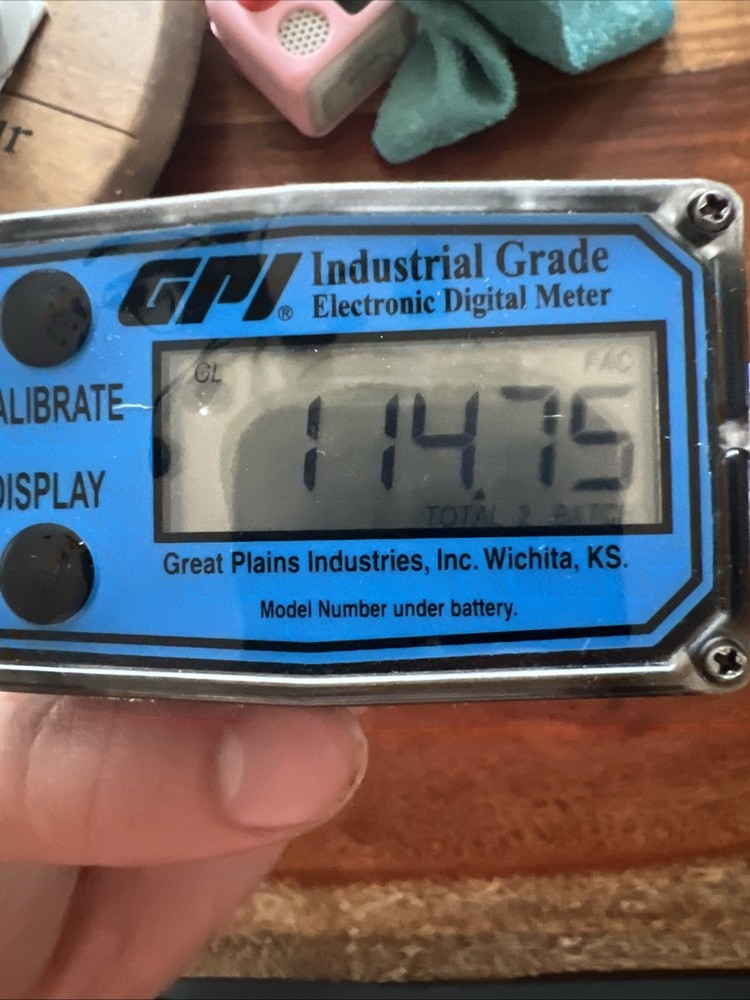 GPI® Industrial Grade
Electronic Digital Meter
ALIBRATE
DISPLAY
GL FAC
114.75
TOTAL 2 BATCH
Great Plains Industries, Inc. Wichita, KS.
Model Number under battery.